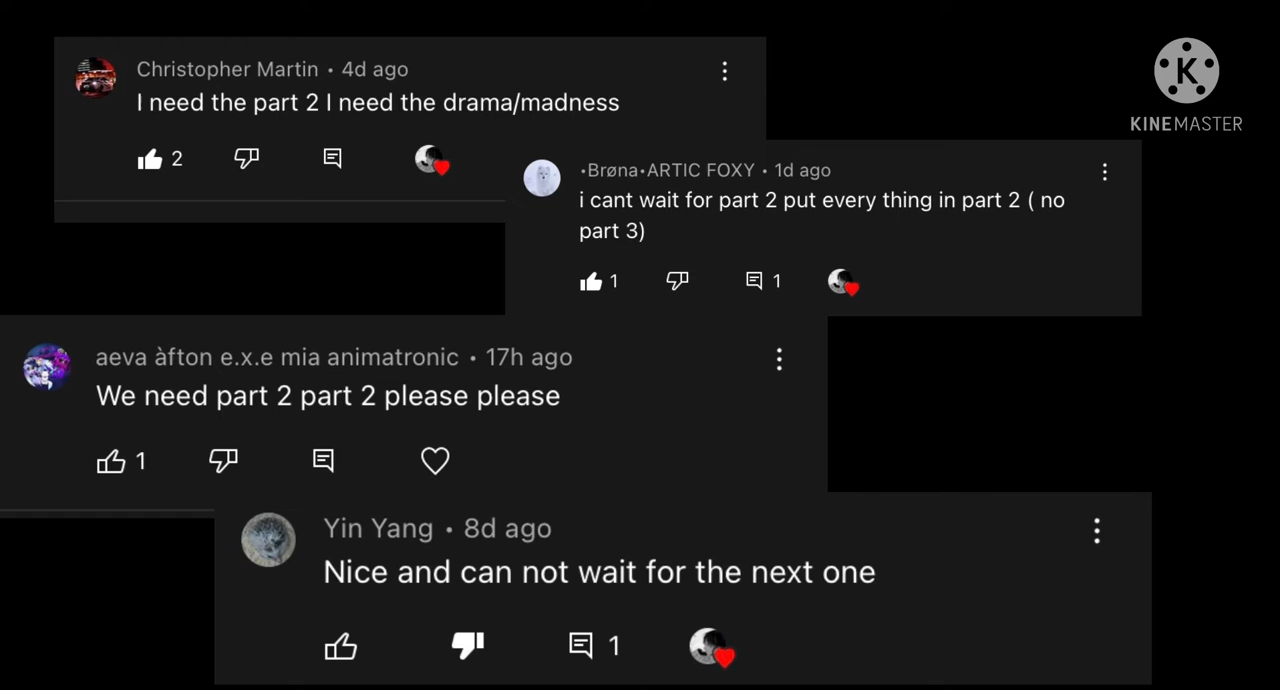 Christopher Martin • 4d ago
I need the part 2 I need the drama/madness
2
KINEMASTER
K
•Brøna•ARTIC FOXY • 1d ago
i cant wait for part 2 put every thing in part 2 ( no
part 3)
1 1
aeva àfton e.x.e mia animatronic • 17h ago
We need part 2 part 2 please please
1
Yin Yang • 8d ago
Nice and can not wait for the next one
1